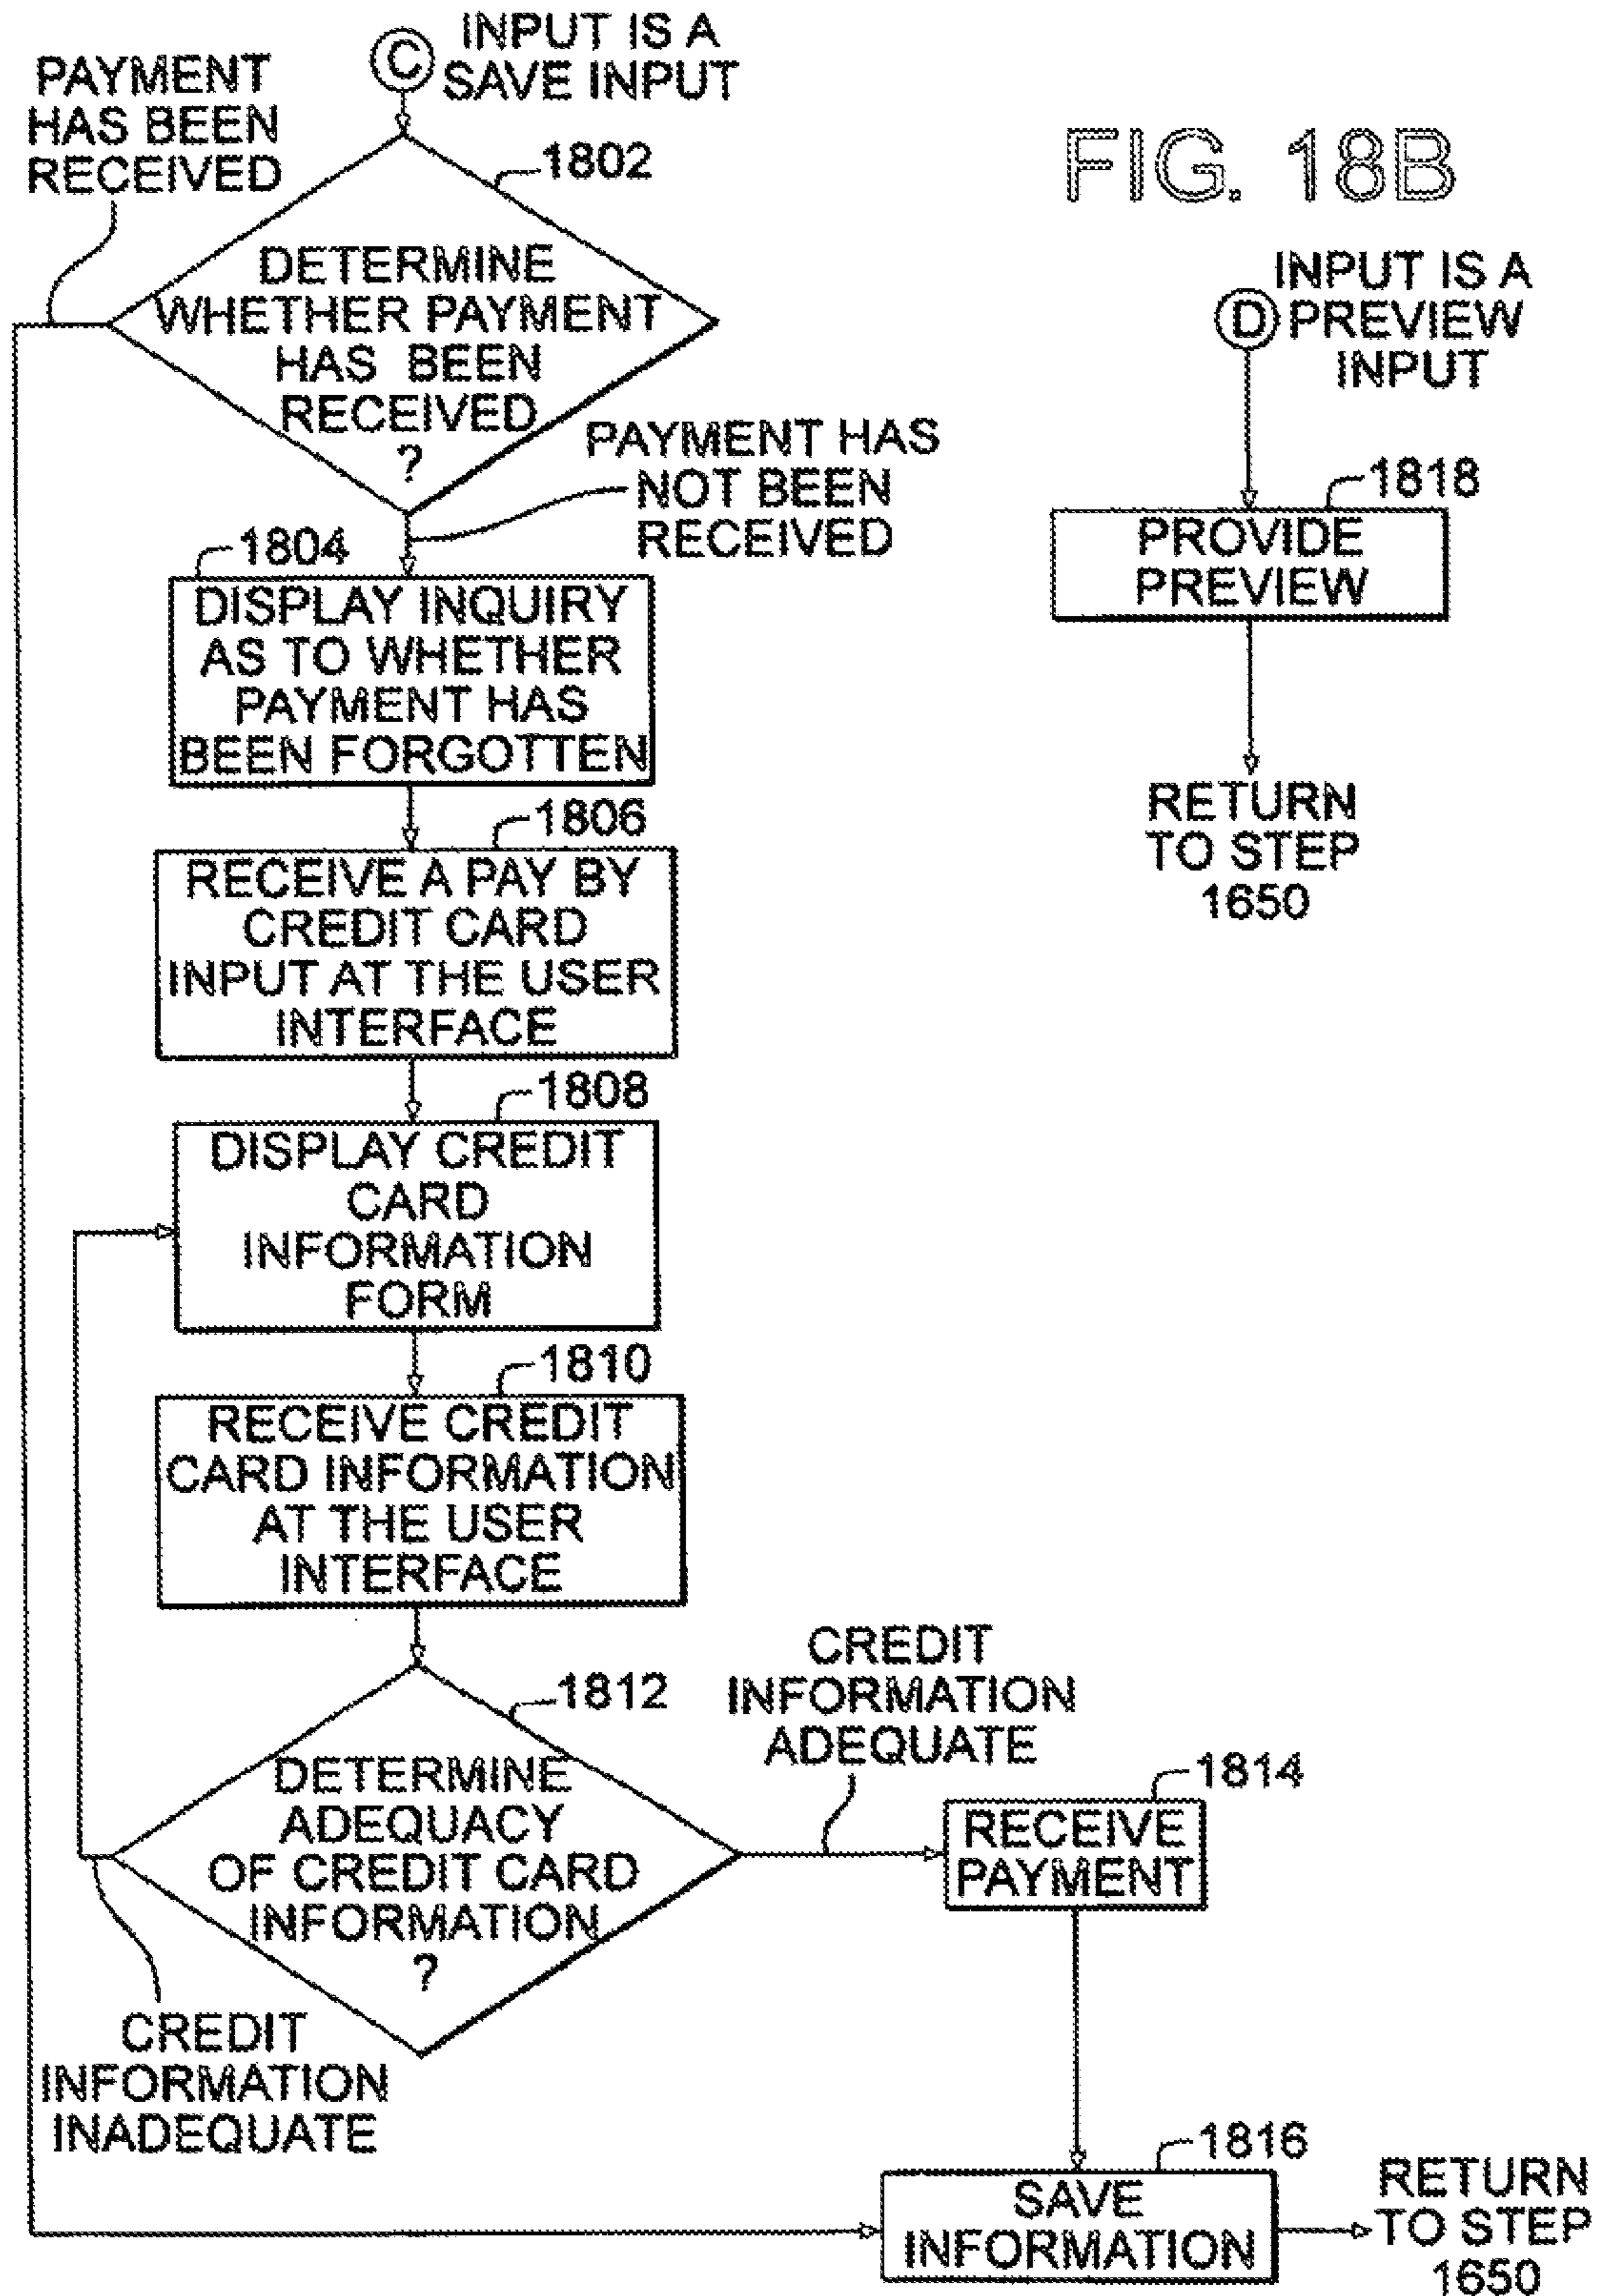 INPUT IS A
SAVE INPUT
C
PAYMENT
HAS BEEN
RECEIVED
1802
FIG. 18B
DETERMINE
WHETHER PAYMENT
HAS BEEN
RECEIVED
?
INPUT IS A
PREVIEW
INPUT
D
PAYMENT HAS
NOT BEEN
RECEIVED
1818
PROVIDE
PREVIEW
1804
DISPLAY INQUIRY
AS TO WHETHER
PAYMENT HAS
BEEN FORGOTTEN
RETURN
TO STEP
1650
1806
RECEIVE A PAY BY
CREDIT CARD
INPUT AT THE USER
INTERFACE
1808
DISPLAY CREDIT
CARD
INFORMATION
FORM
1810
RECEIVE CREDIT
CARD INFORMATION
AT THE USER
INTERFACE
1812
DETERMINE
ADEQUACY
OF CREDIT CARD
INFORMATION
?
CREDIT
INFORMATION
ADEQUATE
1814
RECEIVE
PAYMENT
CREDIT
INFORMATION
INADEQUATE
1816
SAVE
INFORMATION
RETURN
TO STEP
1650